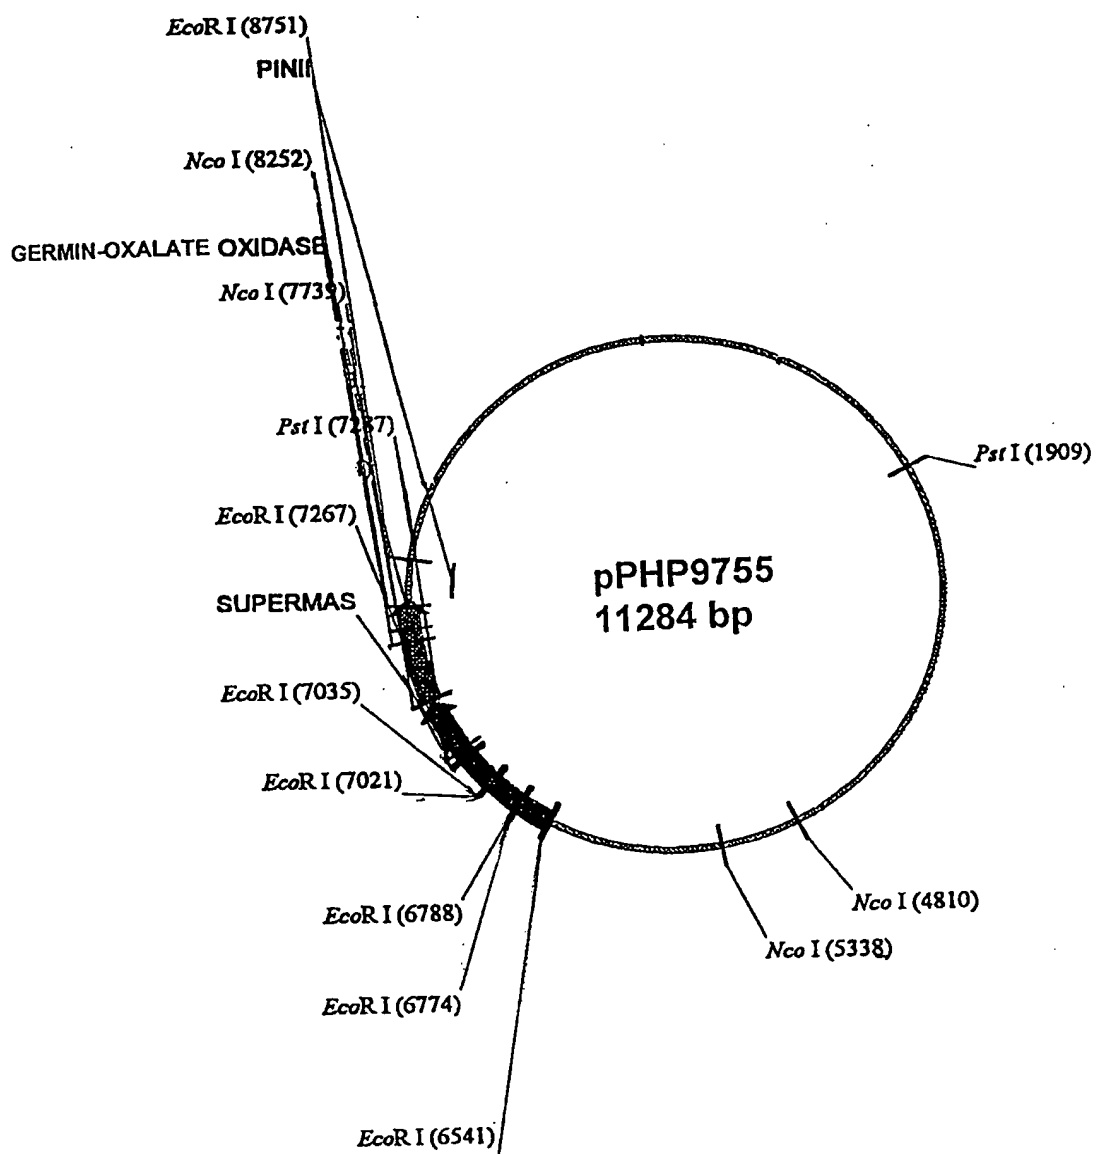 EcoR I (8751)
PINII
Nco I (8252)
GERMIN-OXALATE OXIDASE
Nco I (7739)
Pst I (7287)
Pst I (1909)
EcoR I (7267)
pPHP9755
11284 bp
SUPERMAS
EcoR I (7035)
EcoR I (7021)
Nco I (4810)
EcoR I (6788)
Nco I (5338)
EcoR I (6774)
EcoR I (6541)